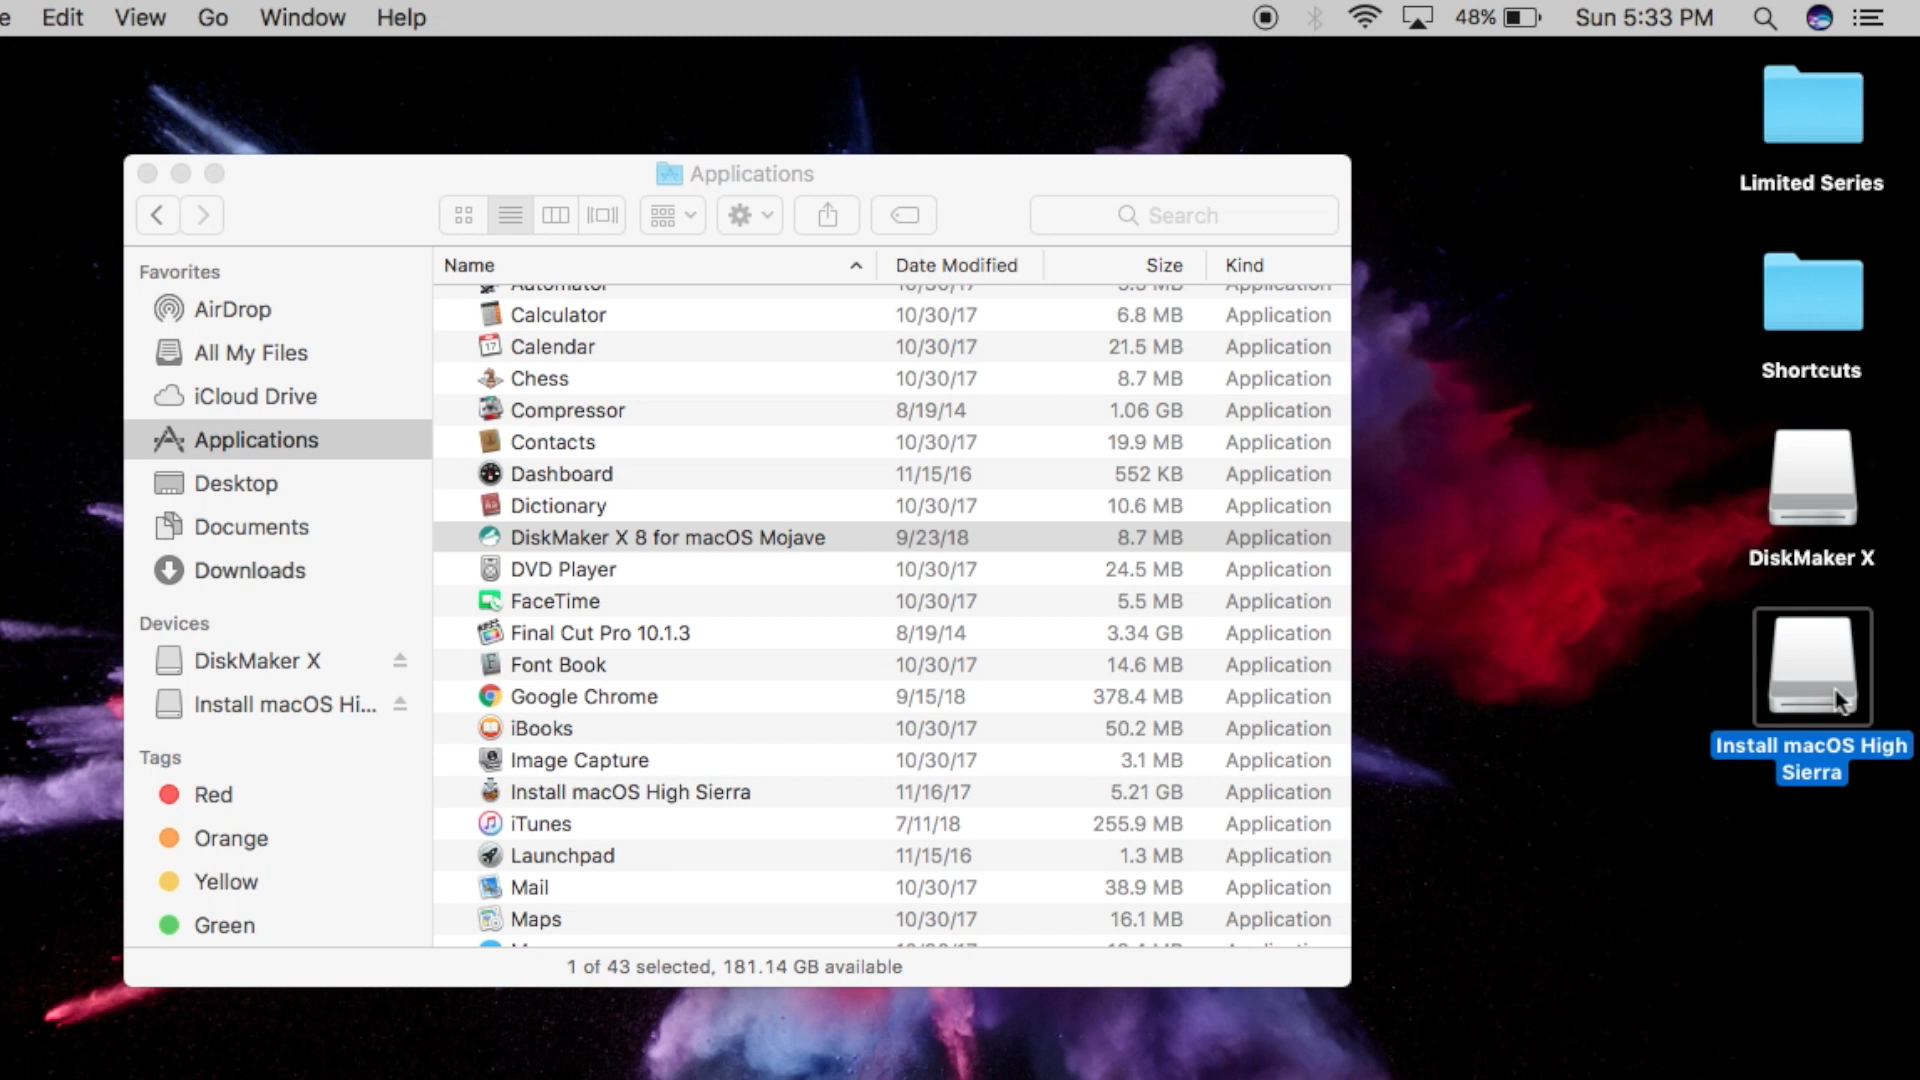 Edit View Go Window Help 48% Sun 5:33 PM
Applications
Search
Favorites
AirDrop
All My Files
iCloud Drive
Applications
Desktop
Documents
Downloads
Devices
DiskMaker X
Install macOS Hi...
Tags
Red
Orange
Yellow
Green
Name Date Modified Size Kind
Automator 10/30/17 Application
Calculator 10/30/17 6.8 MB Application
Calendar 10/30/17 21.5 MB Application
Chess 10/30/17 8.7 MB Application
Compressor 8/19/14 1.06 GB Application
Contacts 10/30/17 19.9 MB Application
Dashboard 11/15/16 552 KB Application
Dictionary 10/30/17 10.6 MB Application
DiskMaker X 8 for macOS Mojave 9/23/18 8.7 MB Application
DVD Player 10/30/17 24.5 MB Application
FaceTime 10/30/17 5.5 MB Application
Final Cut Pro 10.1.3 8/19/14 3.34 GB Application
Font Book 10/30/17 14.6 MB Application
Google Chrome 9/15/18 378.4 MB Application
iBooks 10/30/17 50.2 MB Application
Image Capture 10/30/17 3.1 MB Application
Install macOS High Sierra 11/16/17 5.21 GB Application
iTunes 7/11/18 255.9 MB Application
Launchpad 11/15/16 1.3 MB Application
Mail 10/30/17 38.9 MB Application
Maps 10/30/17 16.1 MB Application
1 of 43 selected, 181.14 GB available
Limited Series
Shortcuts
DiskMaker X
Install macOS High
Sierra